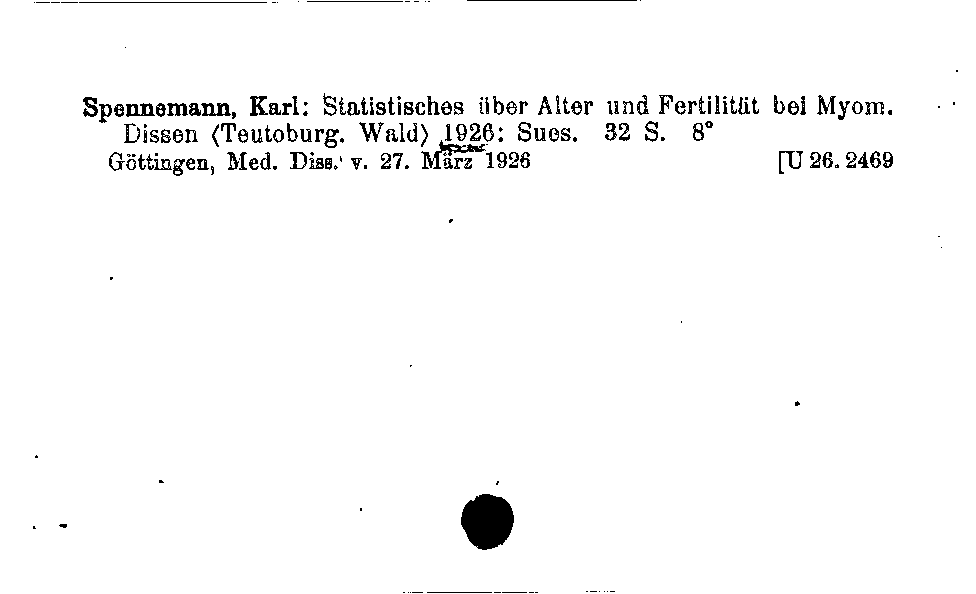 Spennemann, Karl: Statistisches über Alter und Fertilität bei Myom.
Dissen ⟨Teutoburg. Wald⟩ 1926: Sues. 32 S. 8°
Göttingen, Med. Diss. v. 27. März 1926 [U 26. 2469